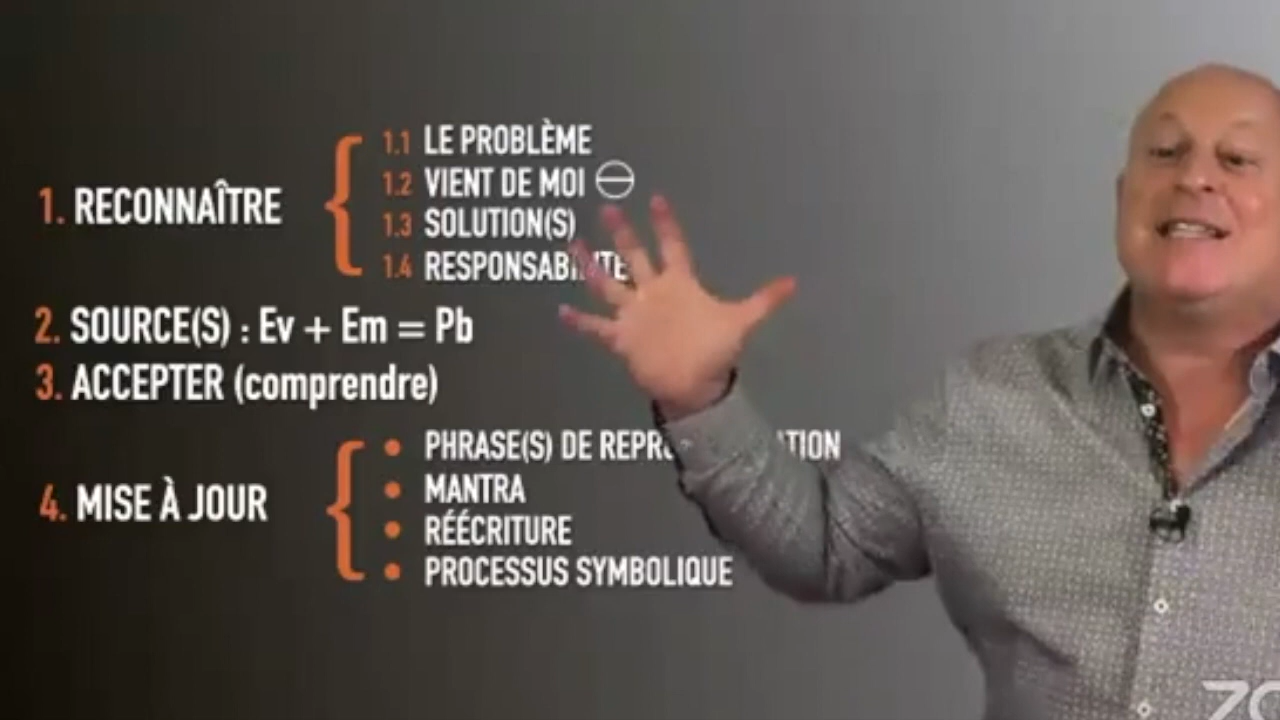 1. RECONNAÎTRE
1.1 LE PROBLÈME
1.2 VIENT DE MOI
1.3 SOLUTION(S)
1.4
2. SOURCE(S) : Ev + Em = Pb
3. ACCEPTER (comprendre)
4. MISE À JOUR
• PHRASE(S) DE
• MANTRA
• RÉÉCRITURE
• PROCESSUS SYMBOLIQUE